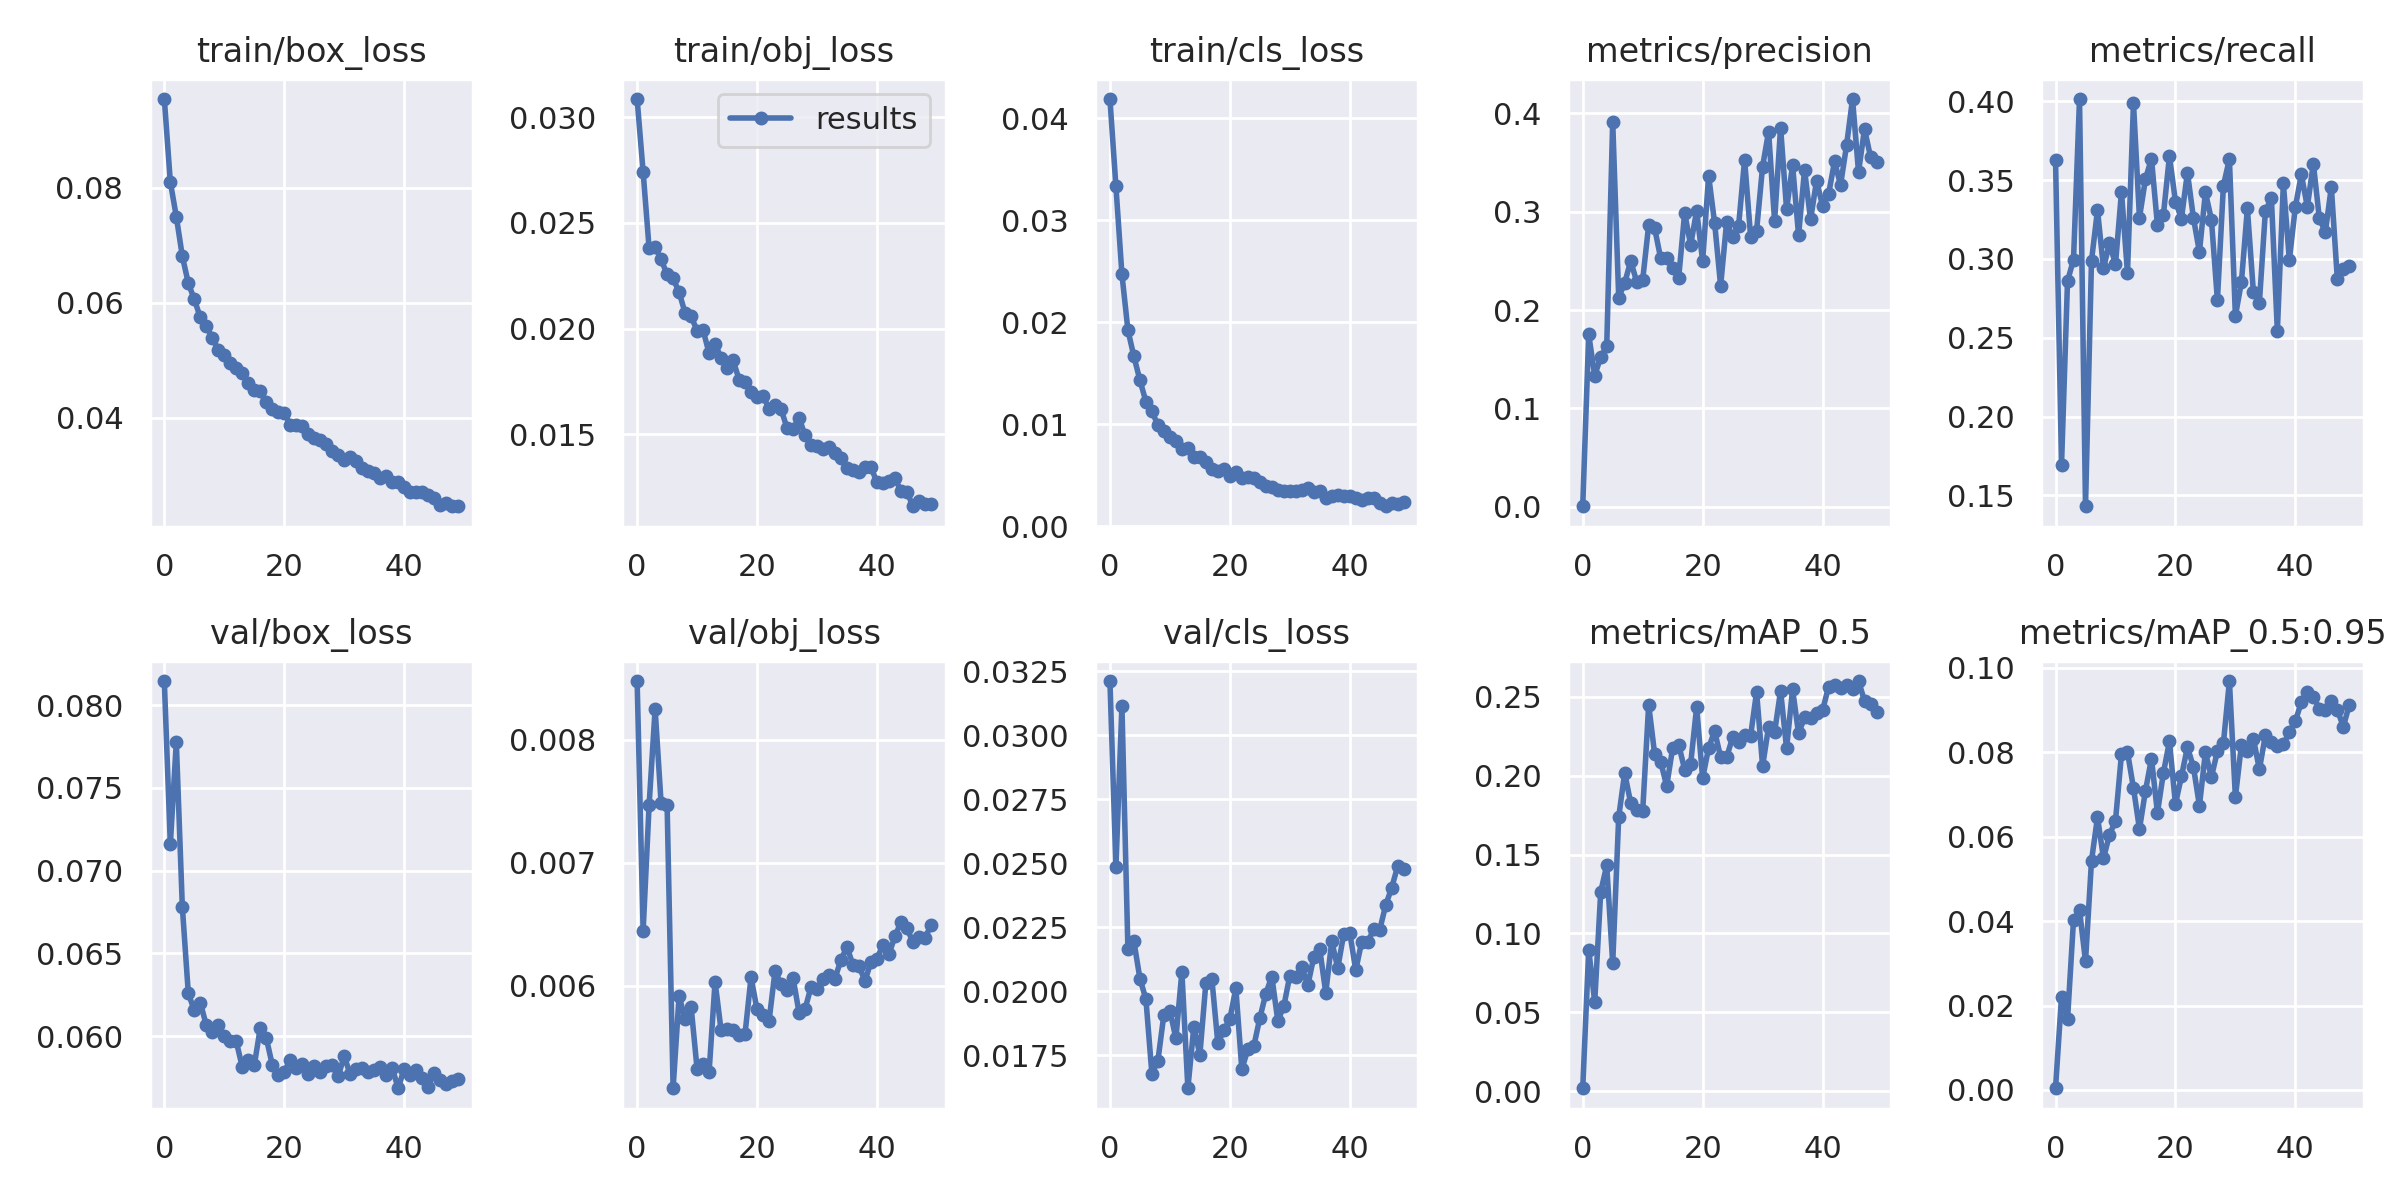 train/box_loss
train/obj_loss
train/cls_loss
metrics/precision
metrics/recall
0.08
0.06
0.04
0 20 40
results
0.030
0.025
0.020
0.015
0 20 40
0.04
0.03
0.02
0.01
0.00
0 20 40
0.4
0.3
0.2
0.1
0.0
0 20 40
0.40
0.35
0.30
0.25
0.20
0.15
0 20 40
val/box_loss
val/obj_loss
val/cls_loss
metrics/mAP_0.5
metrics/mAP_0.5:0.95
0.080
0.075
0.070
0.065
0.060
0 20 40
0.008
0.007
0.006
0 20 40
0.0325
0.0300
0.0275
0.0250
0.0225
0.0200
0.0175
0 20 40
0.25
0.20
0.15
0.10
0.05
0.00
0 20 40
0.10
0.08
0.06
0.04
0.02
0.00
0 20 40